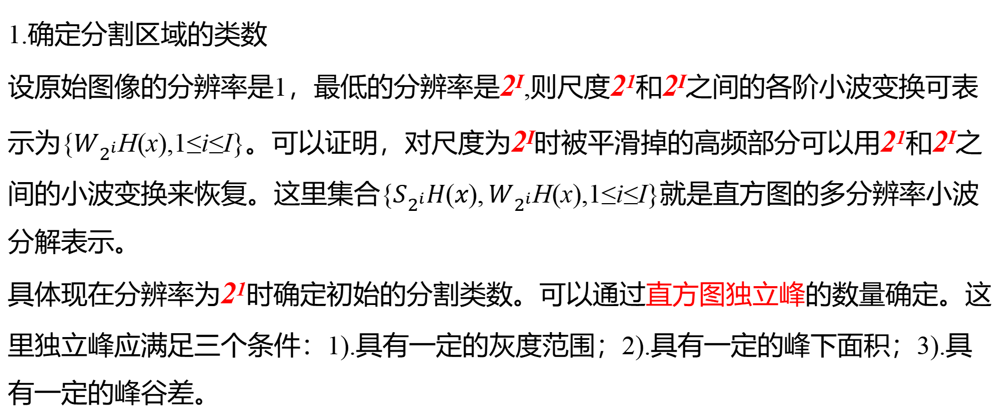 1.确定分割区域的类数
设原始图像的分辨率是1，最低的分辨率是2^I,则尺度2^1和2^I之间的各阶小波变换可表
示为{W_{2^i}H(x),1≤i≤I}。可以证明，对尺度为2^I时被平滑掉的高频部分可以用2^1和2^I之
间的小波变换来恢复。这里集合{S_{2^i}H(x), W_{2^i}H(x),1≤i≤I}就是直方图的多分辨率小波
分解表示。
具体现在分辨率为2^1时确定初始的分割类数。可以通过直方图独立峰的数量确定。这
里独立峰应满足三个条件：1).具有一定的灰度范围；2).具有一定的峰下面积；3).具
有一定的峰谷差。